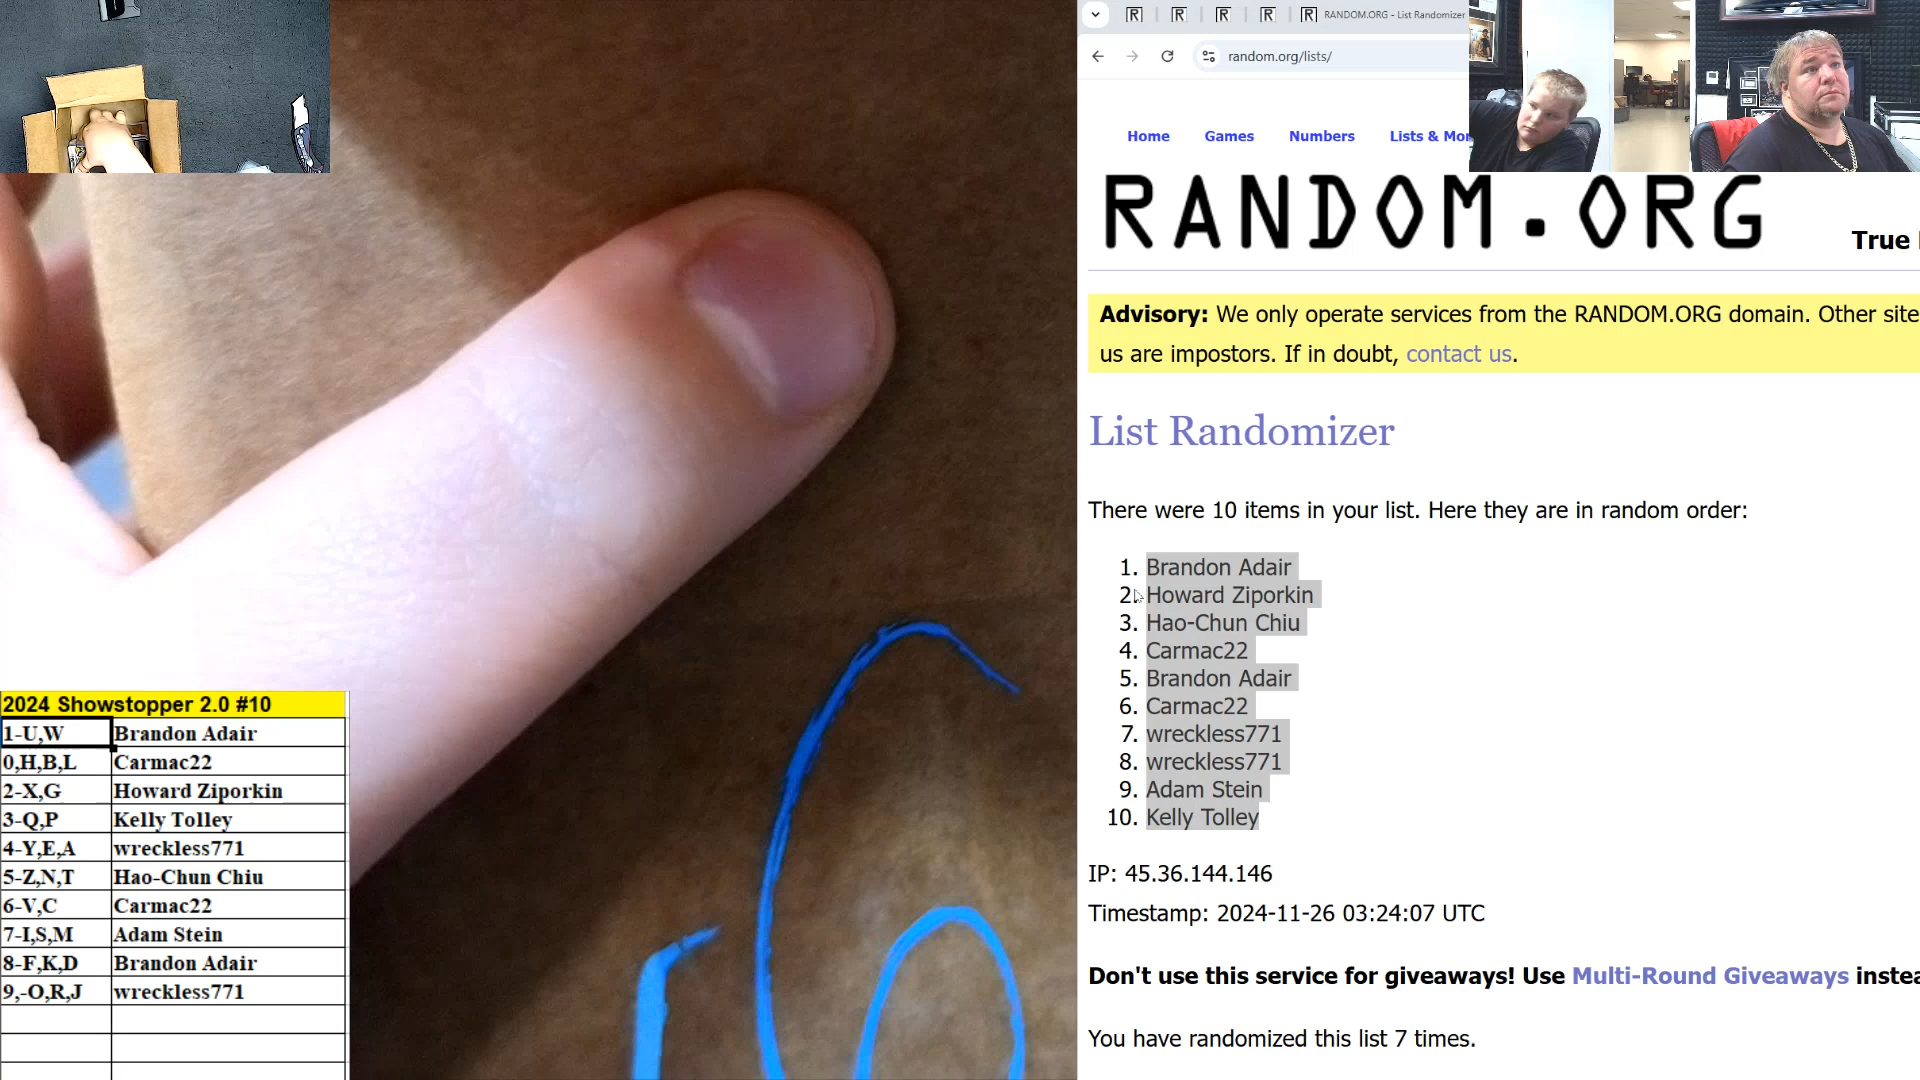 RANDOM.ORG - List Randomizer
random.org/lists/
Home Games Numbers Lists & Mor
RANDOM.ORG
True
Advisory: We only operate services from the RANDOM.ORG domain. Other site
us are impostors. If in doubt, contact us.
List Randomizer
There were 10 items in your list. Here they are in random order:
1. Brandon Adair
2. Howard Ziporkin
3. Hao-Chun Chiu
4. Carmac22
5. Brandon Adair
6. Carmac22
7. wreckless771
8. wreckless771
9. Adam Stein
10. Kelly Tolley
IP: 45.36.144.146
Timestamp: 2024-11-26 03:24:07 UTC
Don't use this service for giveaways! Use Multi-Round Giveaways instea
You have randomized this list 7 times.
2024 Showstopper 2.0 #10
1-U,W Brandon Adair
0,H,B,L Carmac22
2-X,G Howard Ziporkin
3-Q,P Kelly Tolley
4-Y,E,A wreckless771
5-Z,N,T Hao-Chun Chiu
6-V,C Carmac22
7-I,S,M Adam Stein
8-F,K,D Brandon Adair
9,-O,R,J wreckless771